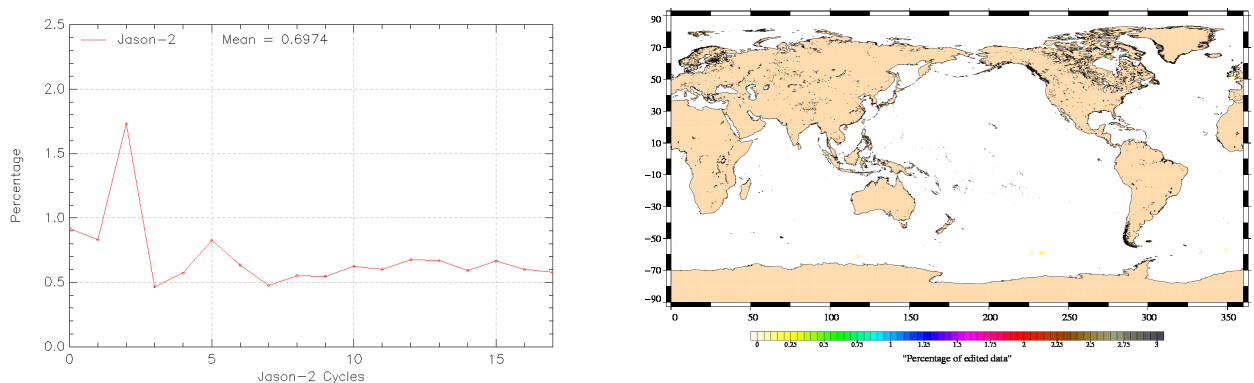 2.5
Jason-2 Mean = 0.6974
2.0
1.5
1.0
0.5
0.0
Percentage
0 5 10 15
Jason-2 Cycles
90
70
50
30
10
−10
−30
−50
−70
−90
0 50 100 150 200 250 300 350
0 0.25 0.5 0.75 1 1.25 1.5 1.75 2 2.25 2.5 2.75 3
"Percentage of edited data"